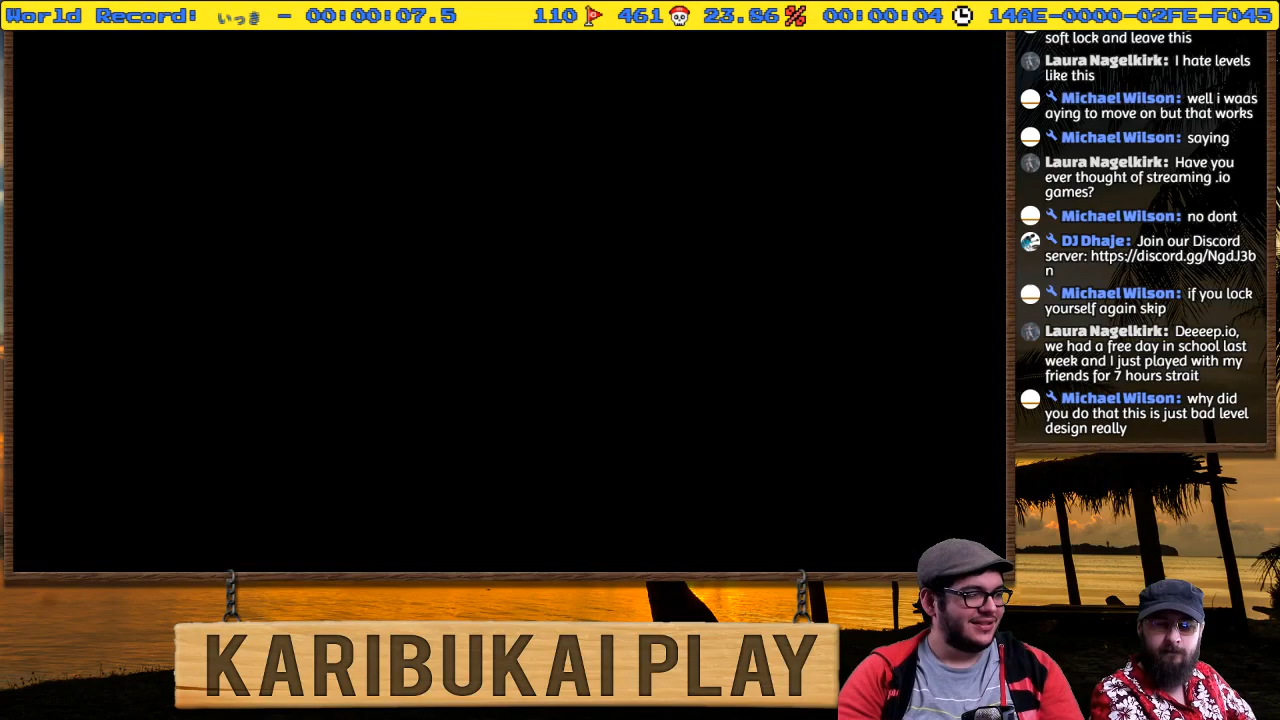 World Record: いっき - 00:00:07.5 110 461 23.86 00:00:04 14AE-0000-02FE-F045
soft lock and leave this
Laura Nagelkirk: I hate levels
like this
Michael Wilson: well i waas
aying to move on but that works
Michael Wilson: saying
Laura Nagelkirk: Have you
ever thought of streaming .io
games?
Michael Wilson: no dont
DJ Dhaje: Join our Discord
server: https://discord.gg/NgdJ3b
n
Michael Wilson: if you lock
yourself again skip
Laura Nagelkirk: Deeeep.io,
we had a free day in school last
week and I just played with my
friends for 7 hours strait
Michael Wilson: why did
you do that this is just bad level
design really
KARIBUKAI PLAY